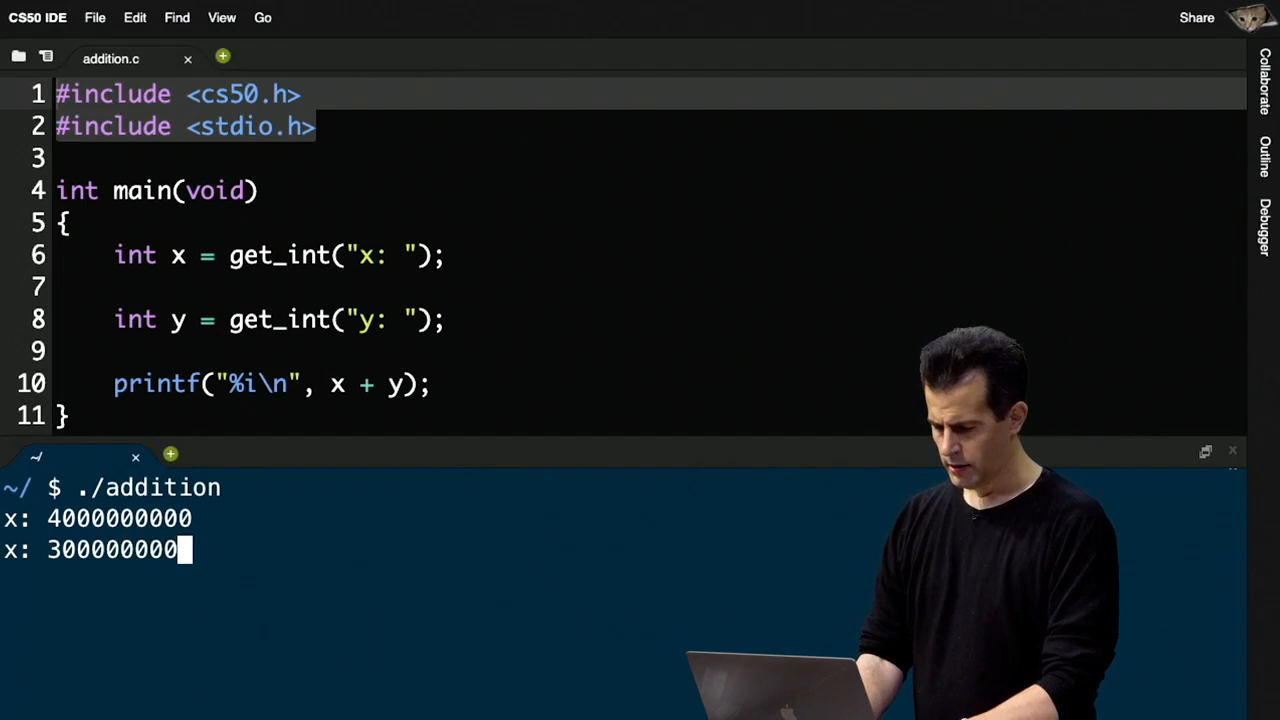 CS50 IDE File Edit Find View Go Share
addition.c
1 #include <cs50.h>
2 #include <stdio.h>
3
4 int main(void)
5 {
6     int x = get_int("x: ");
7
8     int y = get_int("y: ");
9
10     printf("%i\n", x + y);
11 }
Collaborate
Outline
Debugger
~/ $ ./addition
x: 4000000000
x: 300000000